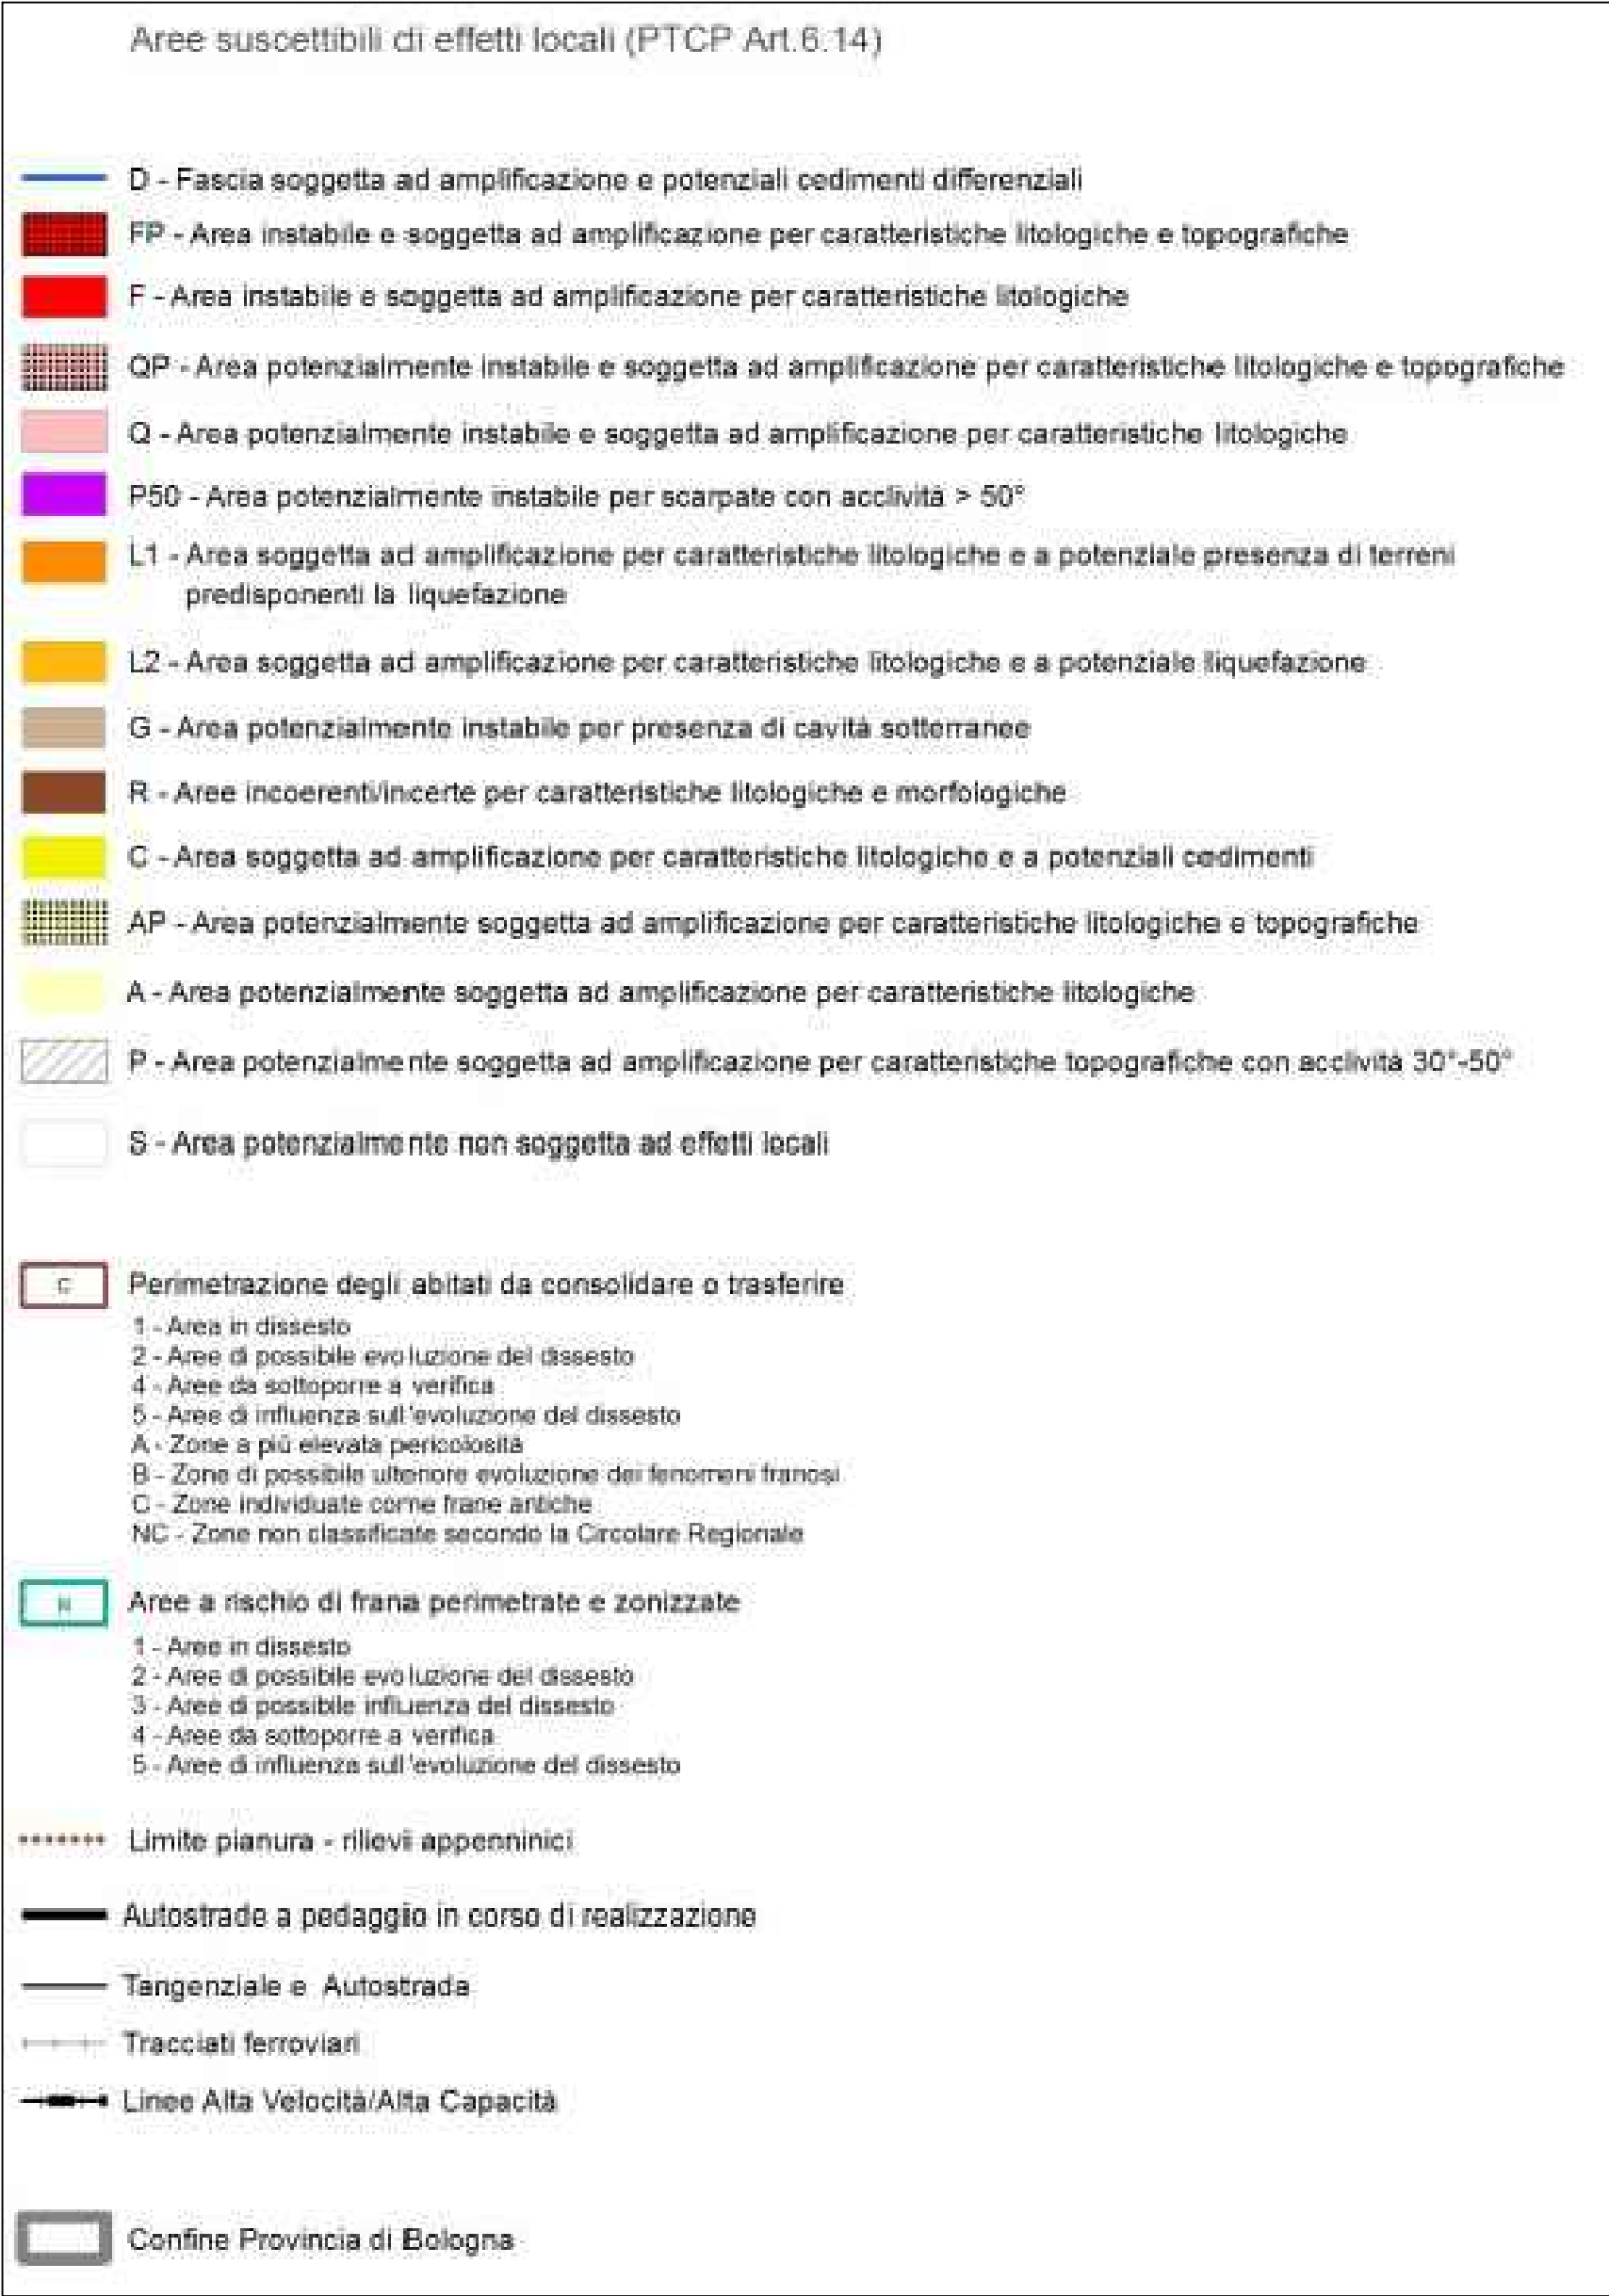 Aree suscettibili di effetti locali (PTCP Art.6.14)
D - Fascia soggetta ad amplificazione e potenziali cedimenti differenziali
FP - Area instabile e soggetta ad amplificazione per caratteristiche litologiche e topografiche
F - Area instabile e soggetta ad amplificazione per caratteristiche litologiche
QP - Area potenzialmente instabile e soggetta ad amplificazione per caratteristiche litologiche e topografiche
Q - Area potenzialmente instabile e soggetta ad amplificazione per caratteristiche litologiche
P50 - Area potenzialmente instabile per scarpate con acclività > 50°
L1 - Area soggetta ad amplificazione per caratteristiche litologiche e a potenziale presenza di terreni
predisponenti la liquefazione
L2 - Area soggetta ad amplificazione per caratteristiche litologiche e a potenziale liquefazione
G - Area potenzialmente instabile per presenza di cavità sotterranee
R - Aree incoerenti/incerte per caratteristiche litologiche e morfologiche
C - Area soggetta ad amplificazione per caratteristiche litologiche e a potenziali cedimenti
AP - Area potenzialmente soggetta ad amplificazione per caratteristiche litologiche e topografiche
A - Area potenzialmente soggetta ad amplificazione per caratteristiche litologiche
P - Area potenzialmente soggetta ad amplificazione per caratteristiche topografiche con acclività 30°-50°
S - Area potenzialmente non soggetta ad effetti locali
C Perimetrazione degli abitati da consolidare o trasferire
1 - Area in dissesto
2 - Aree di possibile evoluzione del dissesto
4 - Aree da sottoporre a verifica
5 - Aree di influenza sull'evoluzione del dissesto
A - Zone a più elevata pericolosità
B - Zone di possibile ulteriore evoluzione dei fenomeni franosi
C - Zone individuate come frane antiche
NC - Zone non classificate secondo la Circolare Regionale
N Aree a rischio di frana perimetrate e zonizzate
1 - Aree in dissesto
2 - Aree di possibile evoluzione del dissesto
3 - Aree di possibile influenza del dissesto
4 - Aree da sottoporre a verifica
5 - Aree di influenza sull'evoluzione del dissesto
Limite pianura - rilievi appenninici
Autostrade a pedaggio in corso di realizzazione
Tangenziale e Autostrada
Tracciati ferroviari
Linee Alta Velocità/Alta Capacità
Confine Provincia di Bologna